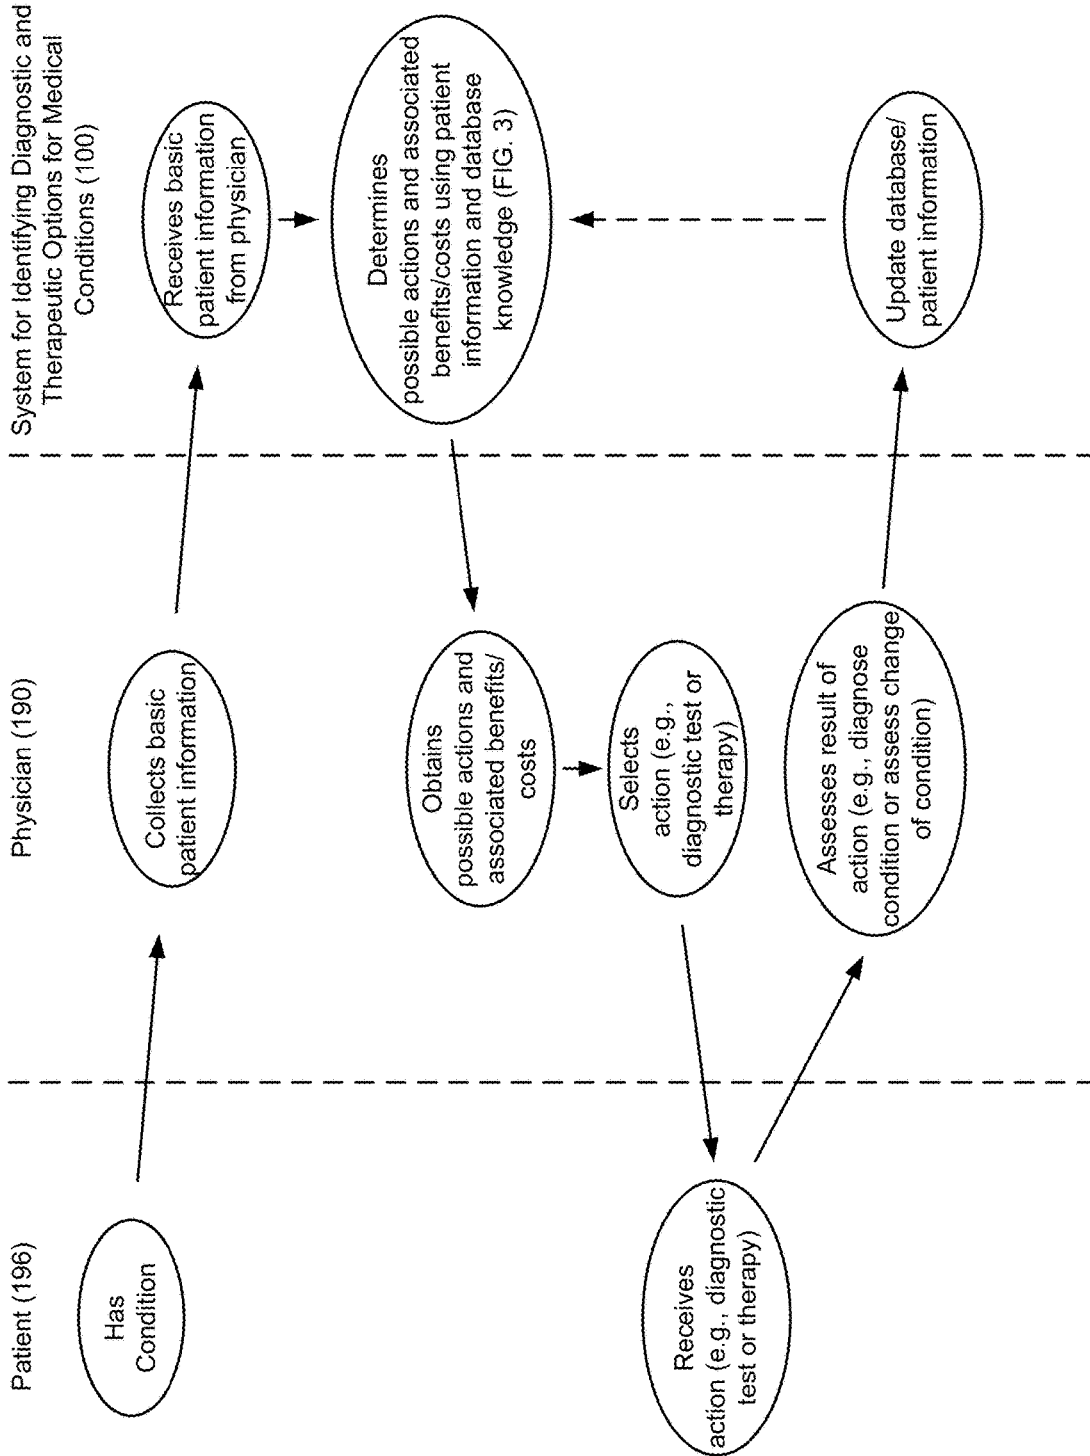 Patient (196)
Physician (190)
System for Identifying Diagnostic and
Therapeutic Options for Medical
Conditions (100)
Has
Condition
Collects basic
patient information
Receives basic
patient information
from physician
Determines
possible actions and associated
benefits/costs using patient
information and database
knowledge (FIG. 3)
Obtains
possible actions and
associated benefits/
costs
Selects
action (e.g.,
diagnostic test or
therapy)
Receives
action (e.g., diagnostic
test or therapy)
Assesses result of
action (e.g., diagnose
condition or assess change
of condition)
Update database/
patient information